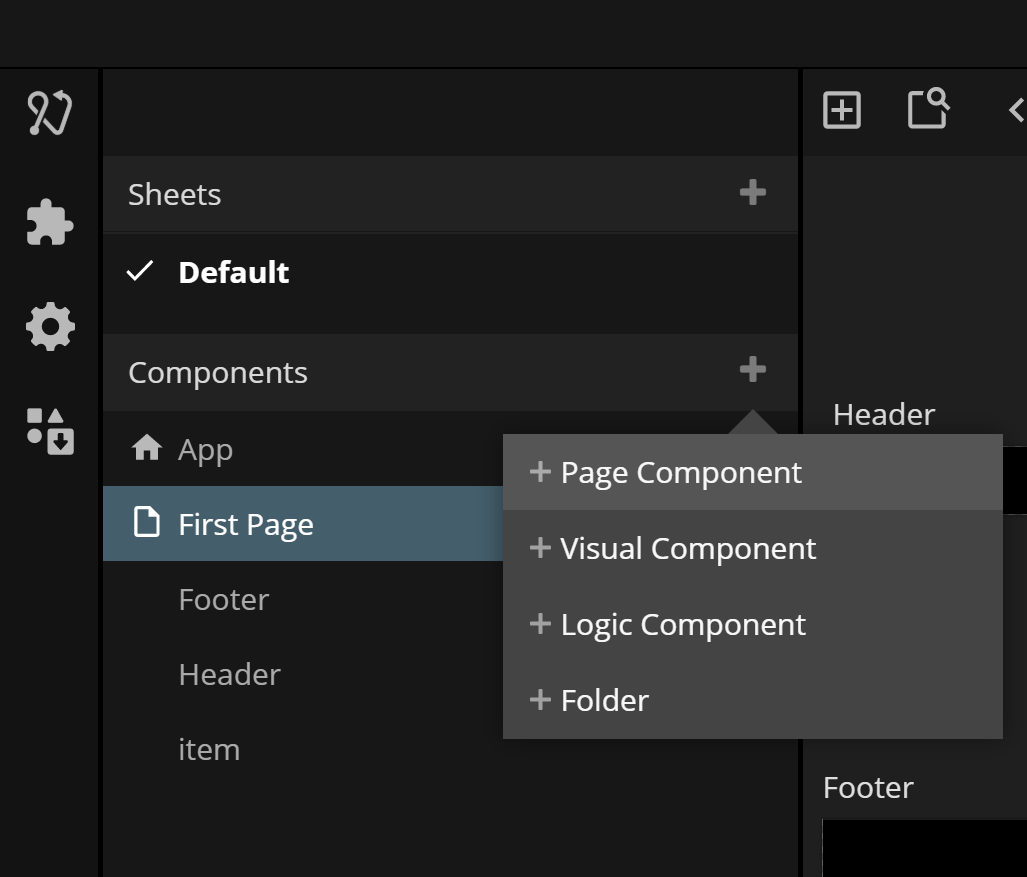 Sheets
Default
Components
App
First Page
Footer
Header
item
Page Component
Visual Component
Logic Component
Folder
Header
Footer